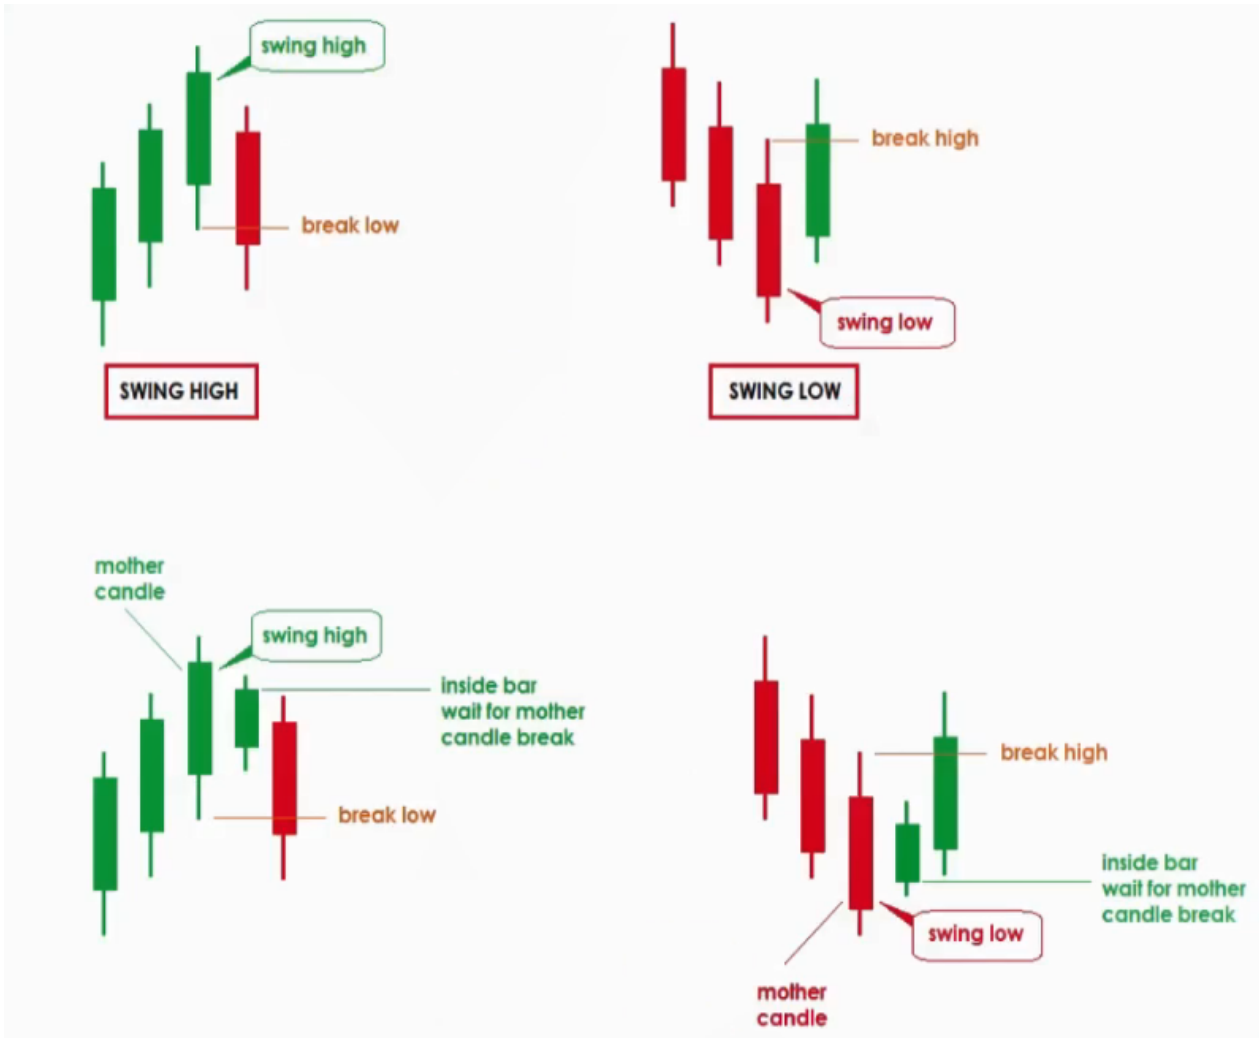 swing high
break low
SWING HIGH
break high
swing low
SWING LOW
mother
candle
swing high
inside bar
wait for mother
candle break
break low
break high
inside bar
wait for mother
candle break
swing low
mother
candle